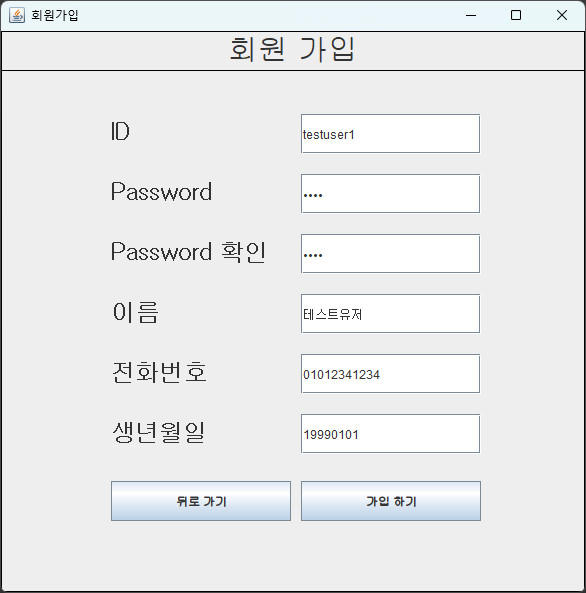 회원가입
회원 가입
ID testuser1
Password ••••
Password 확인 ••••
이름 테스트유저
전화번호 01012341234
생년월일 19990101
뒤로 가기 가입 하기